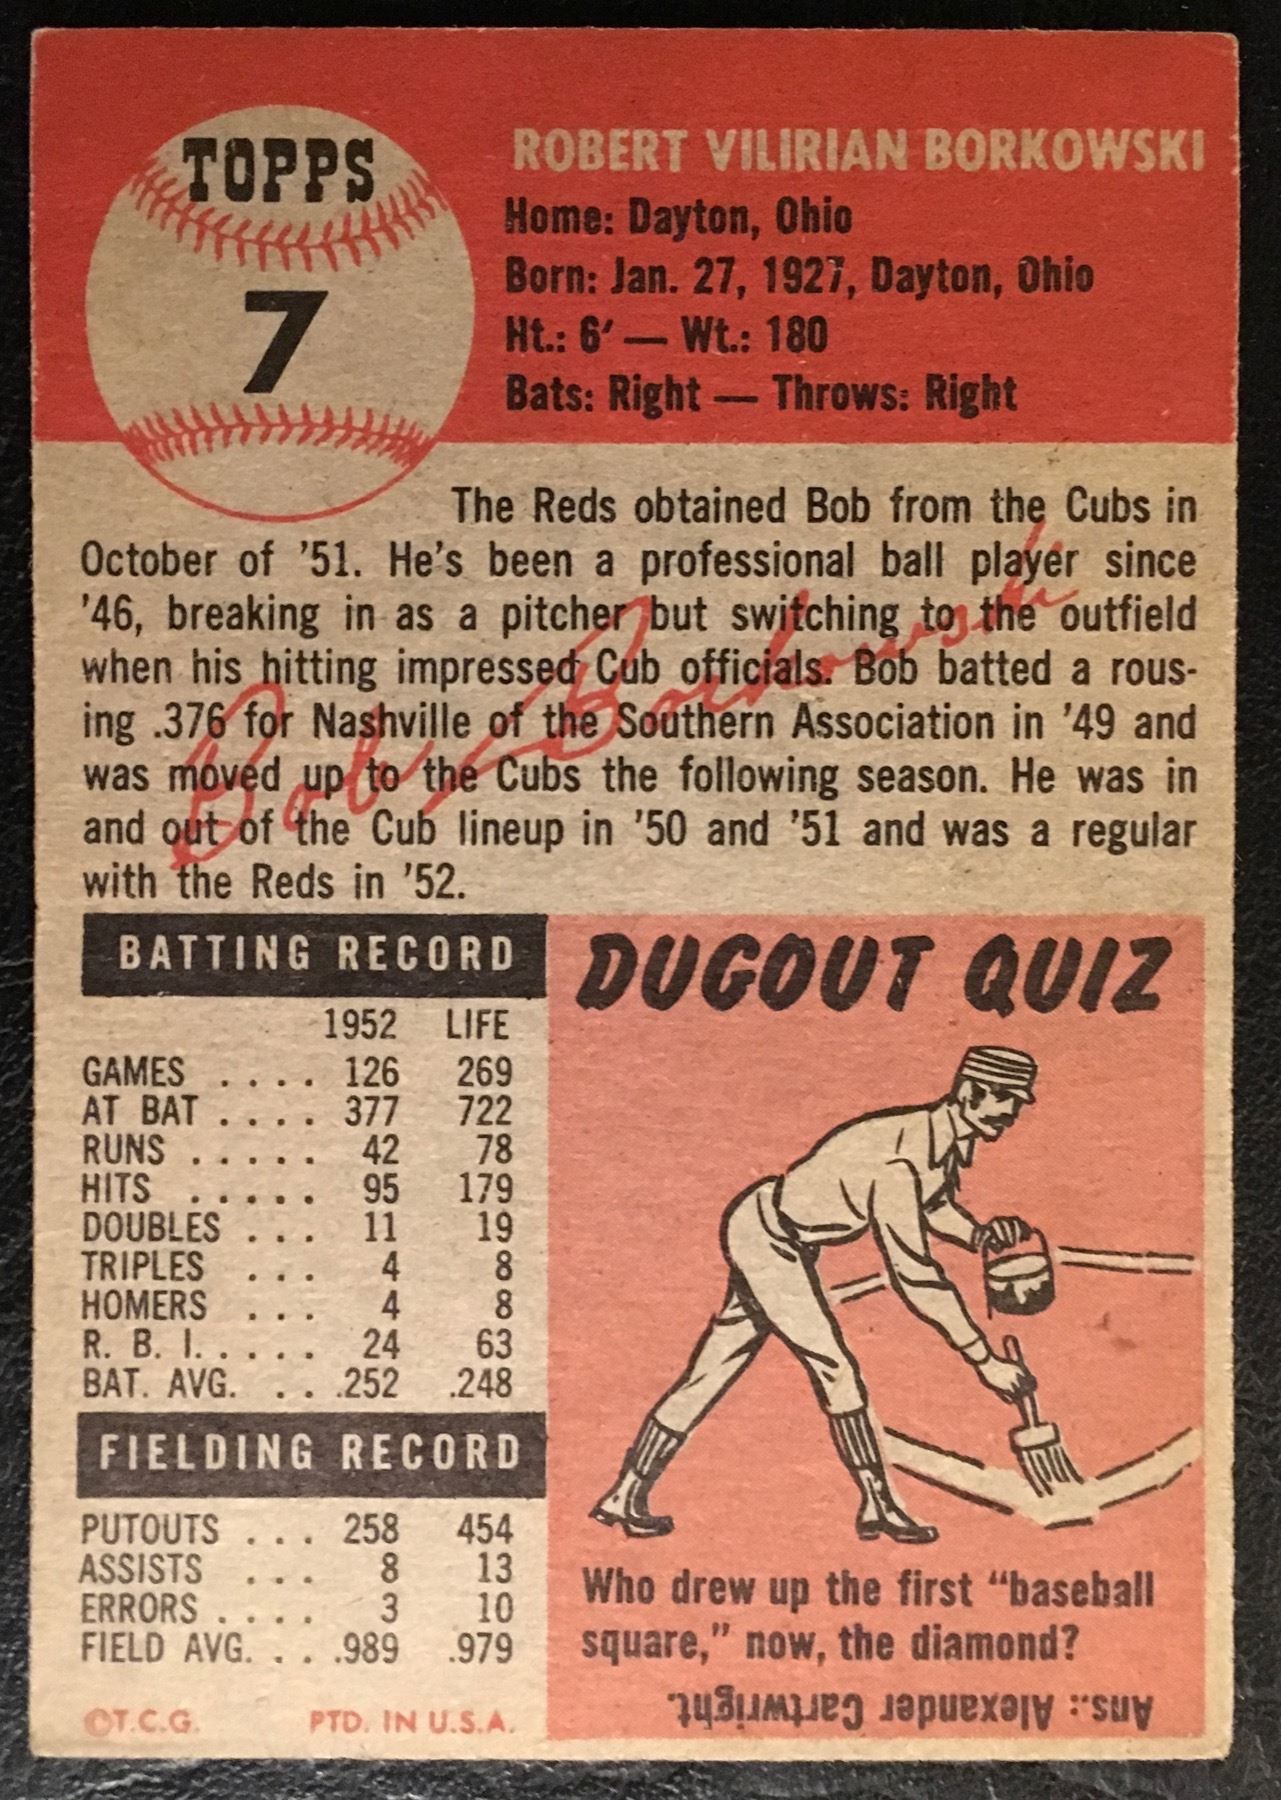 TOPPS
7
ROBERT VILIRIAN BORKOWSKI
Home: Dayton, Ohio
Born: Jan. 27, 1927, Dayton, Ohio
Ht.: 6′ — Wt.: 180
Bats: Right — Throws: Right
The Reds obtained Bob from the Cubs in
October of '51. He's been a professional ball player since
'46, breaking in as a pitcher but switching to the outfield
when his hitting impressed Cub officials. Bob batted a rous-
ing .376 for Nashville of the Southern Association in '49 and
was moved up to the Cubs the following season. He was in
and out of the Cub lineup in '50 and '51 and was a regular
with the Reds in '52.
Bob Borkowski
BATTING RECORD
1952 LIFE
GAMES .... 126 269
AT BAT .... 377 722
RUNS ..... 42 78
HITS ..... 95 179
DOUBLES ... 11 19
TRIPLES ... 4 8
HOMERS ... 4 8
R. B. I. .... 24 63
BAT. AVG. ... .252 .248
FIELDING RECORD
PUTOUTS ... 258 454
ASSISTS ... 8 13
ERRORS .... 3 10
FIELD AVG. ... .989 .979
©T.C.G. PTD. IN U.S.A.
DUGOUT QUIZ
Who drew up the first “baseball
square,” now, the diamond?
Ans.: Alexander Cartwright.